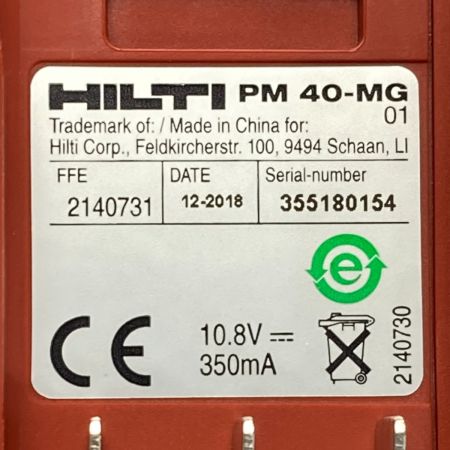 HILTI PM 40-MG
01
Trademark of: / Made in China for:
Hilti Corp., Feldkircherstr. 100, 9494 Schaan, LI
FFE DATE Serial-number
2140731 12-2018 355180154
e
CE 10.8V ⎓
350mA
2140730